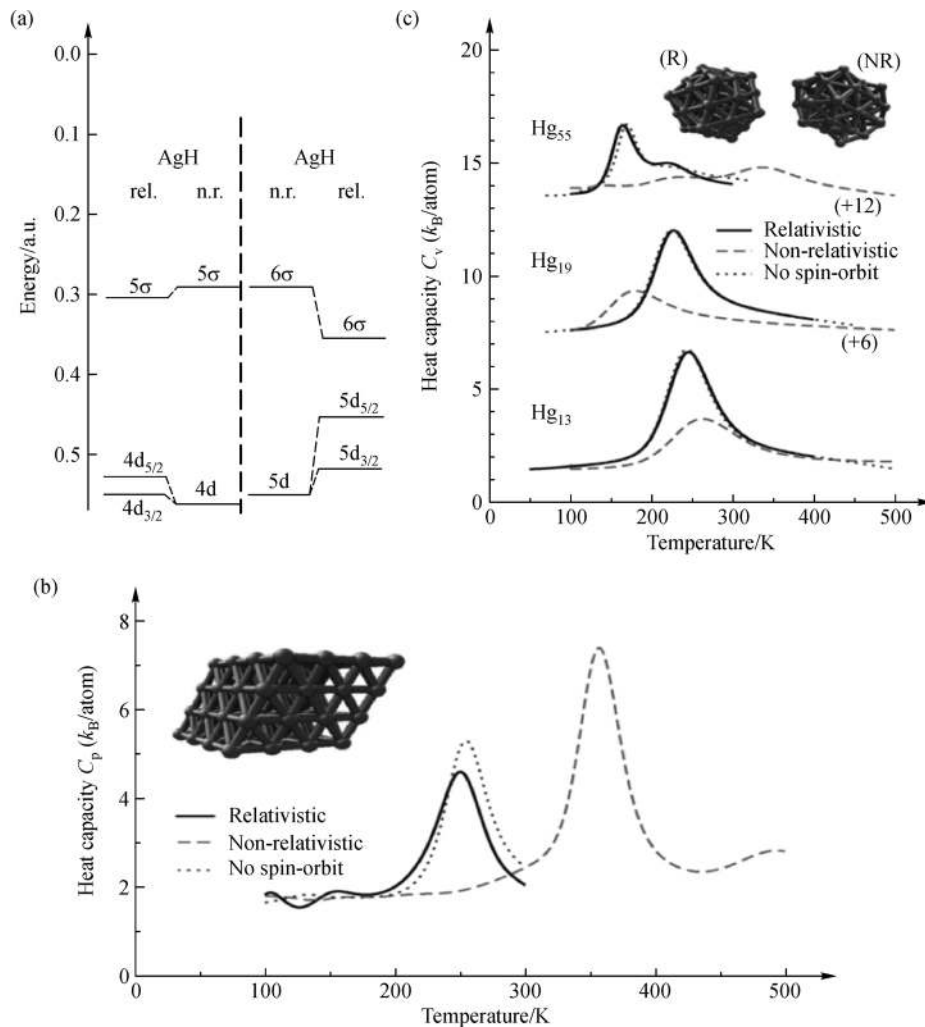 (a)
0.0
0.1
0.2
0.3
0.4
0.5
Energy/a.u.
AgH AgH
rel. n.r. n.r. rel.
5σ 5σ 6σ
6σ
5d5/2
4d5/2 5d3/2
4d3/2 4d 5d
(c)
20
15
10
5
0
Heat capacity Cv (kB/atom)
(R) (NR)
Hg55
(+12)
Relativistic
Non-relativistic
No spin-orbit
Hg19
(+6)
Hg13
0 100 200 300 400 500
Temperature/K
(b)
8
6
4
2
0
Heat capacity Cp (kB/atom)
Relativistic
Non-relativistic
No spin-orbit
100 200 300 400 500
Temperature/K